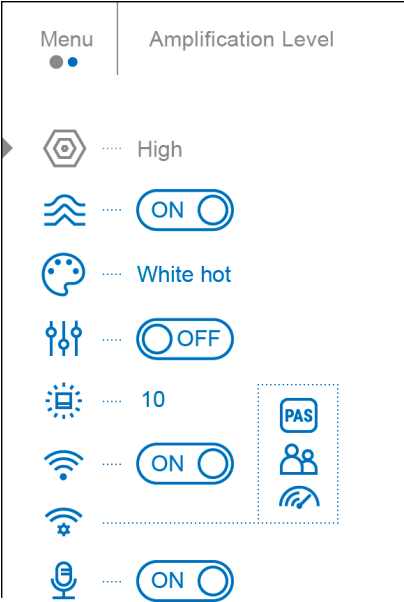 Menu
Amplification Level
High
ON
White hot
OFF
10
PAS
ON
ON